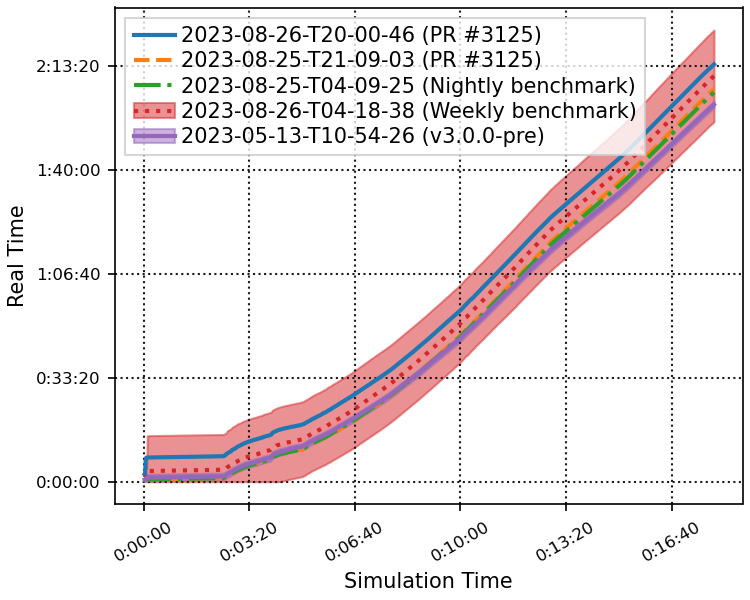 2023-08-26-T20-00-46 (PR #3125)
2023-08-25-T21-09-03 (PR #3125)
2023-08-25-T04-09-25 (Nightly benchmark)
2023-08-26-T04-18-38 (Weekly benchmark)
2023-05-13-T10-54-26 (v3.0.0-pre)
Real Time
2:13:20
1:40:00
1:06:40
0:33:20
0:00:00
0:00:00
0:03:20
0:06:40
0:10:00
0:13:20
0:16:40
Simulation Time